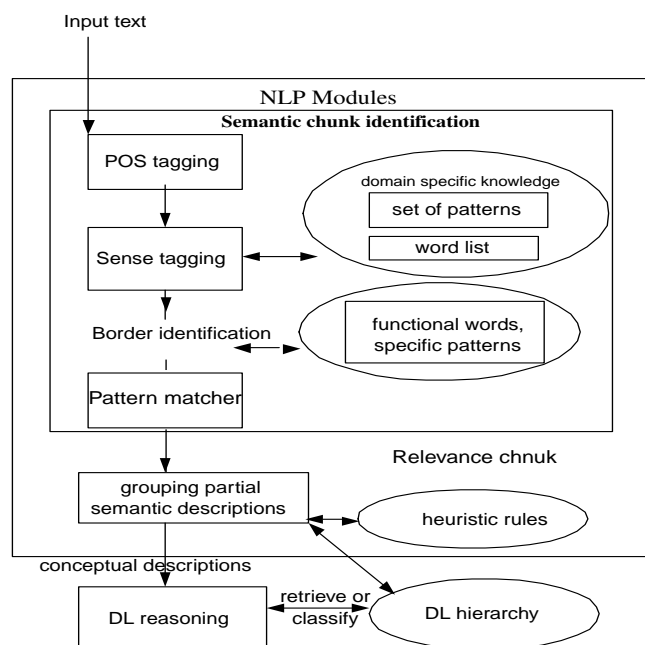 Input text
NLP Modules
Semantic chunk identification
POS tagging
domain specific knowledge
set of patterns
word list
Sense tagging
Border identification
functional words,
specific patterns
Pattern matcher
Relevance chnuk
grouping partial
semantic descriptions
heuristic rules
conceptual descriptions
retrieve or
classify
DL reasoning
DL hierarchy